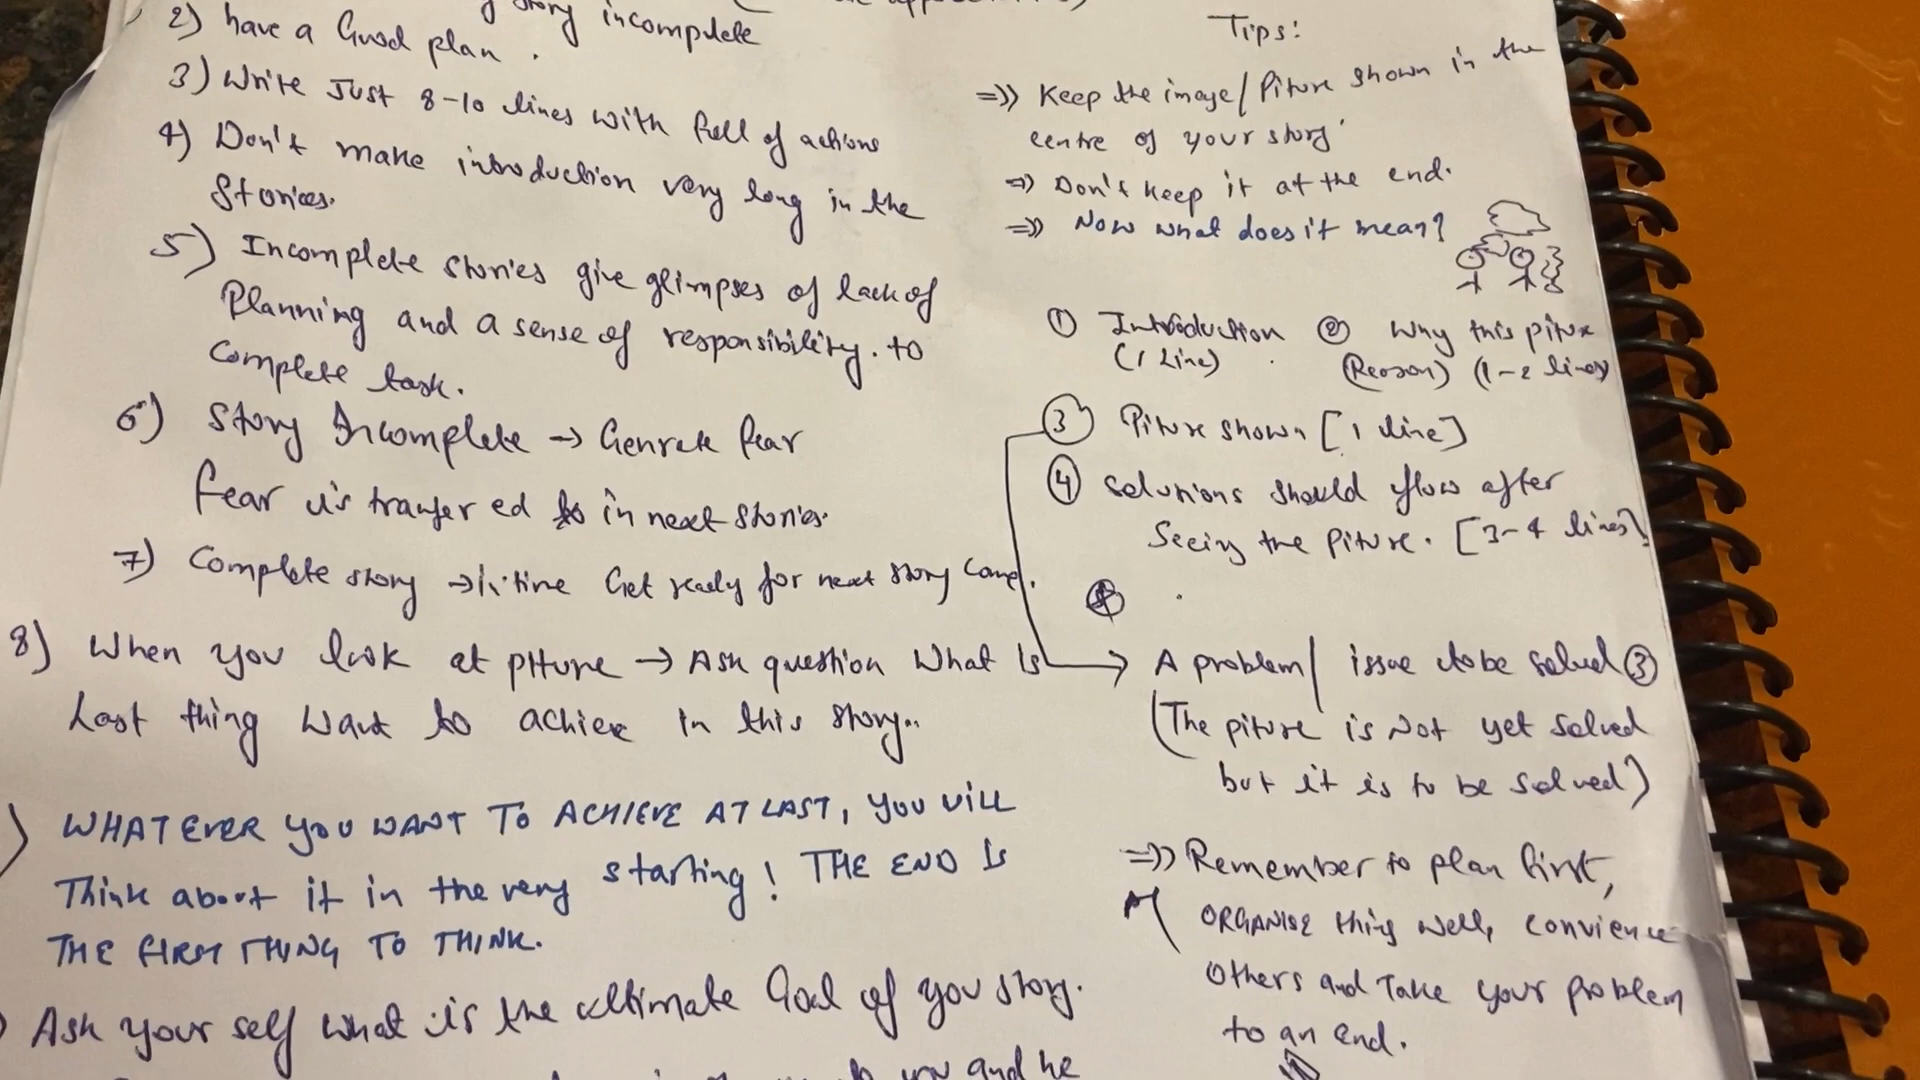 story incomplete
2) have a Good plan.
3) Write Just 8-10 lines with full of actions
4) Don't make introduction very long in the
Stories.
5) Incomplete stories give glimpses of lack of
Planning and a sense of responsibility. to
complete task.
6) Story Incomplete → Genrate fear
fear is tranfer ed in next stories.
7) Complete story → in time Get ready for next story
8) When you look at piture → Ask question What is
Last thing want to achieve in this story..
WHAT EVER YOU WANT TO ACHIEVE AT LAST, YOU WILL
Think about it in the very starting! THE END IS
THE FIRST THING TO THINK.
Ask your self what is the ultimate Goal of you story.
you and he
Tips:
=>> Keep the image/Piture shown in the
centre of your story
=> Don't keep it at the end.
=>> Now what does it mean?
① Introduction ② Why this piture
(1 Line) (Reason) (1-2 lines)
③ Piture shown [1 line]
④ solutions should flow after
Seeing the Piture. [3-4 lines]
→ A problem/ issue to be solved ③
(The piture is Not yet solved
but it is to be solved)
=>> Remember to plan first,
ORGANISE thing well, convience
others and Take your problem
to an end.